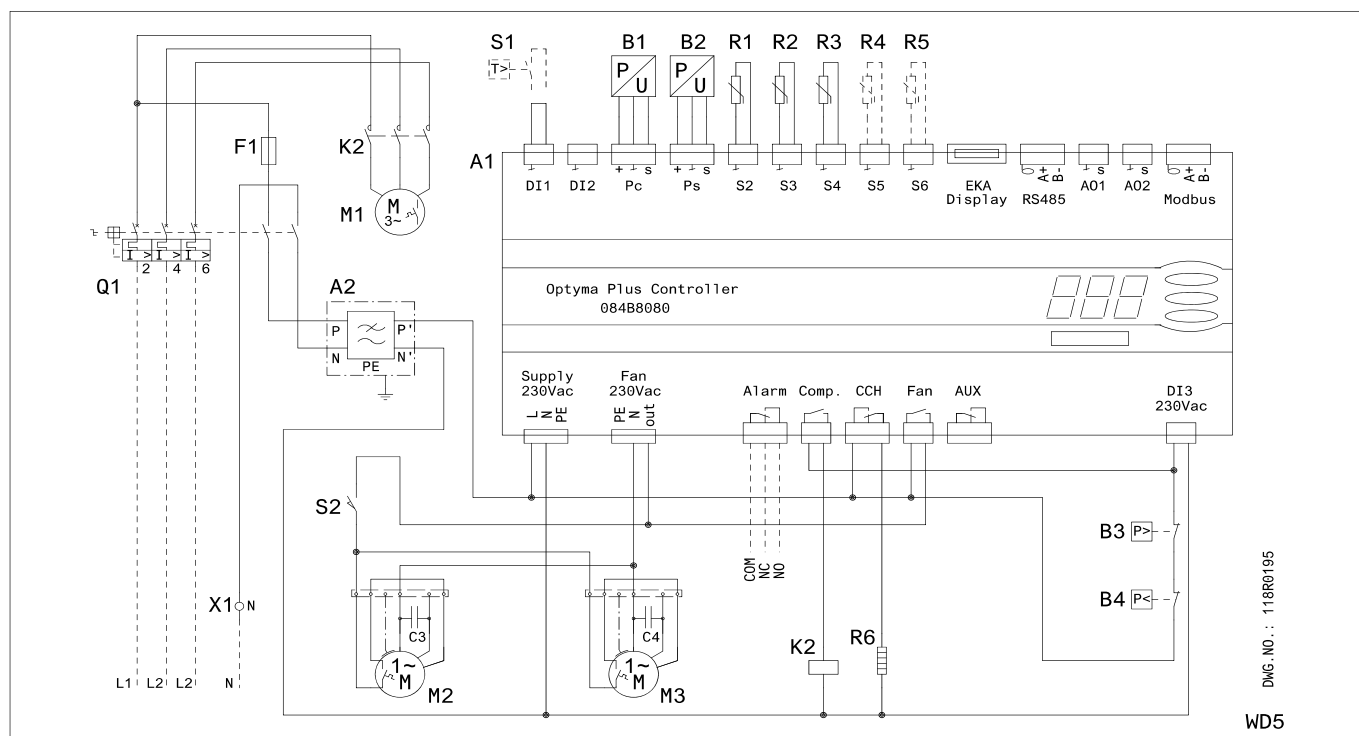 S1 B1 B2 R1 R2 R3 R4 R5
T> P U P U
F1 K2 A1
+ s + s A+ B- s s A+ B-
DI1 DI2 Pc Ps S2 S3 S4 S5 S6 EKA Display RS485 AO1 AO2 Modbus
M1 M 3~
I > I > I >
2 4 6
Q1
A2
P P'
N N'
PE
Optyma Plus Controller
084B8080
Supply 230Vac
Fan 230Vac
Alarm Comp. CCH Fan AUX
DI3 230Vac
L N PE PE N out
S2
B3 P>
B4 P<
COM NC NO
X1 N
C3 C4
K2 R6
1~ M M2
1~ M M3
L1 L2 L2 N
DWG.NO.: 118R0195
WD5